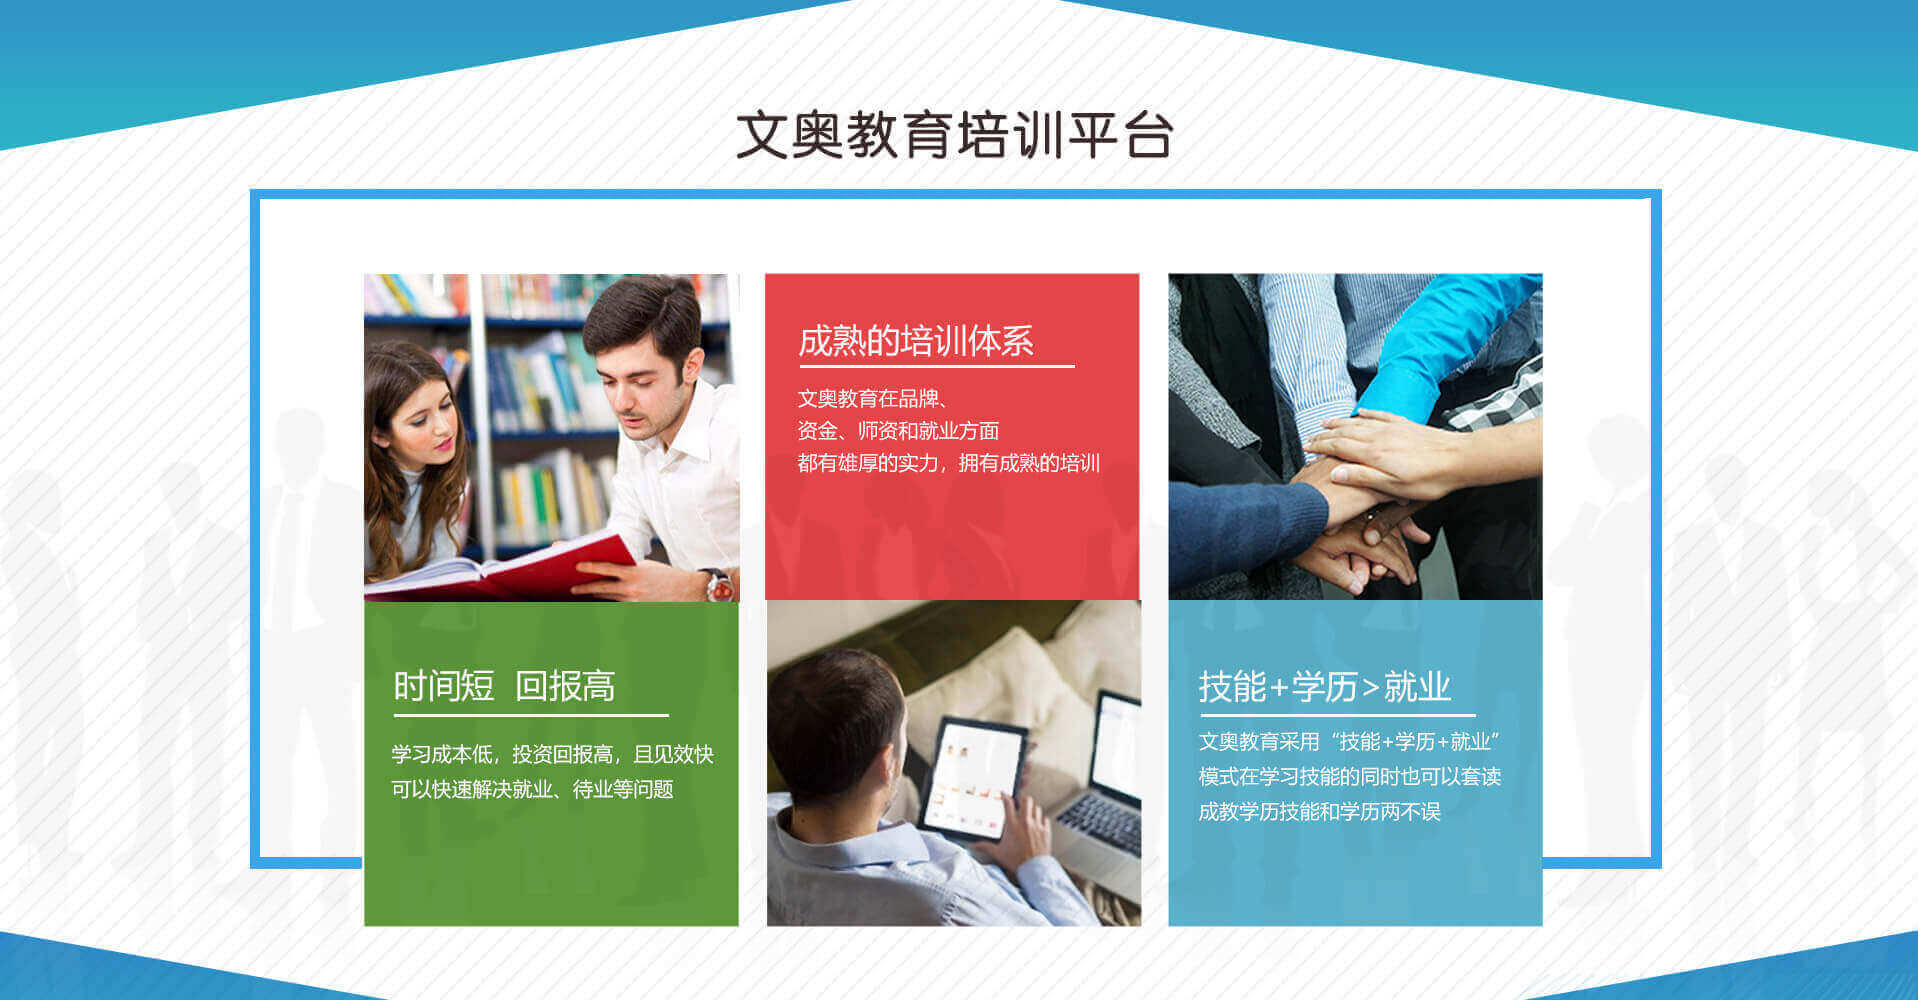 文奥教育培训平台
成熟的培训体系
文奥教育在品牌、
资金、师资和就业方面
都有雄厚的实力，拥有成熟的培训
时间短 回报高
学习成本低，投资回报高，且见效快
可以快速解决就业、待业等问题
技能+学历>就业
文奥教育采用“技能+学历+就业”
模式在学习技能的同时也可以套读
成教学历技能和学历两不误